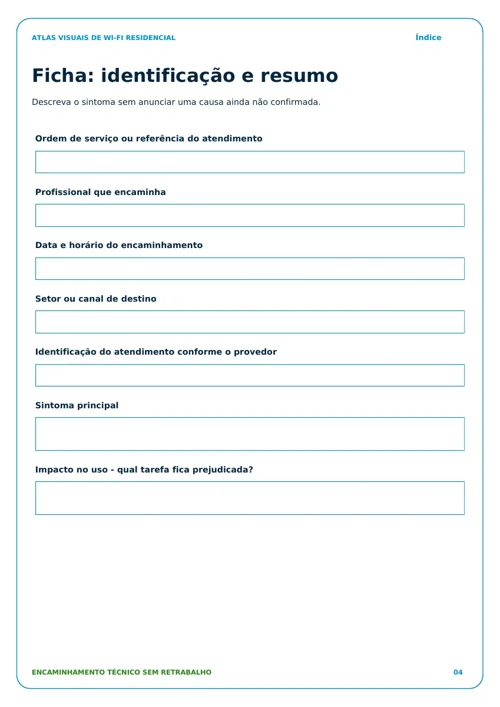 ATLAS VISUAIS DE WI-FI RESIDENCIAL
Índice
Ficha: identificação e resumo
Descreva o sintoma sem anunciar uma causa ainda não confirmada.
Ordem de serviço ou referência do atendimento
Profissional que encaminha
Data e horário do encaminhamento
Setor ou canal de destino
Identificação do atendimento conforme o provedor
Sintoma principal
Impacto no uso - qual tarefa fica prejudicada?
ENCAMINHAMENTO TÉCNICO SEM RETRABALHO
04